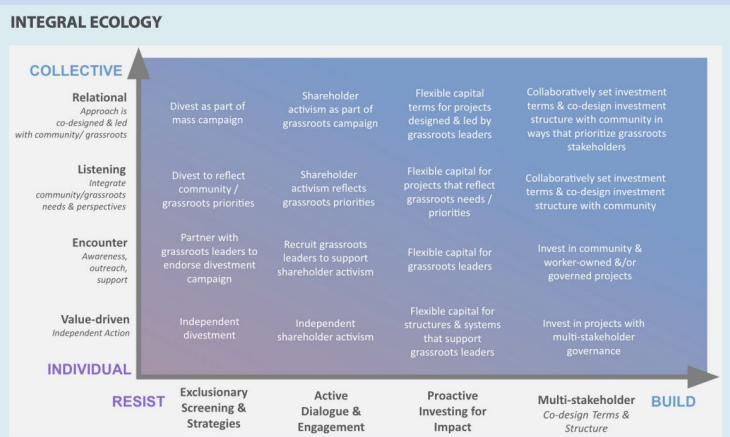 INTEGRAL ECOLOGY
COLLECTIVE
Relational
Approach is
co-designed & led
with community/ grassroots
Divest as part of
mass campaign
Shareholder
activism as part of
grassroots campaign
Flexible capital
terms for projects
designed & led by
grassroots leaders
Collaboratively set investment
terms & co-design investment
structure with community in
ways that prioritize grassroots
stakeholders
Listening
Integrate
community/grassroots
needs & perspectives
Divest to reflect
community /
grassroots priorities
Shareholder
activism reflects
grassroots priorities
Flexible capital for
projects that reflect
grassroots needs /
priorities
Collaboratively set investment
terms & co-design investment
structure with community
Encounter
Awareness,
outreach,
support
Partner with
grassroots leaders to
endorse divestment
campaign
Recruit grassroots
leaders to support
shareholder activism
Flexible capital for
grassroots leaders
Invest in community &
worker-owned &/or
governed projects
Value-driven
Independent Action
Independent
divestment
Independent
shareholder activism
Flexible capital for
structures & systems
that support
grassroots leaders
Invest in projects with
multi-stakeholder
governance
INDIVIDUAL
RESIST
Exclusionary
Screening &
Strategies
Active
Dialogue &
Engagement
Proactive
Investing for
Impact
Multi-stakeholder
Co-design Terms &
Structure
BUILD